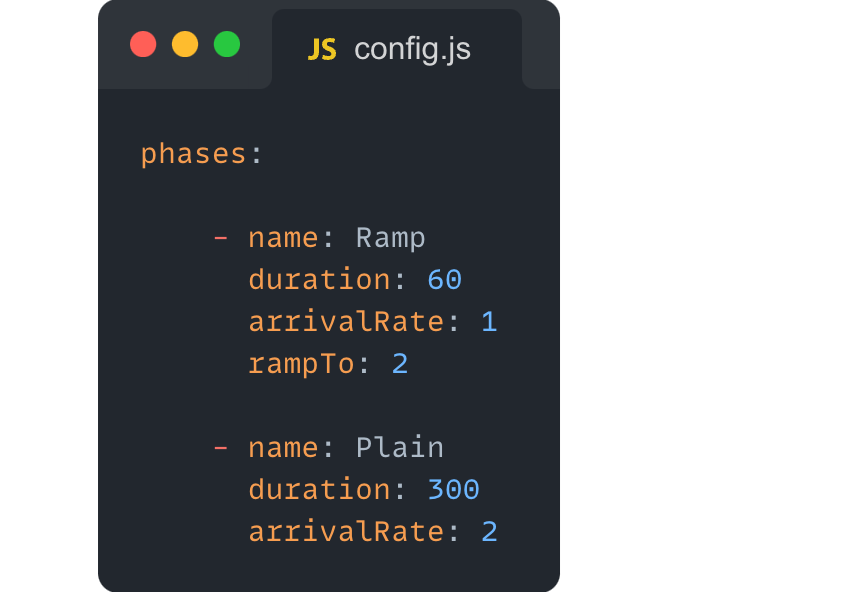 JS config.js
phases:
- name: Ramp
duration: 60
arrivalRate: 1
rampTo: 2
- name: Plain
duration: 300
arrivalRate: 2